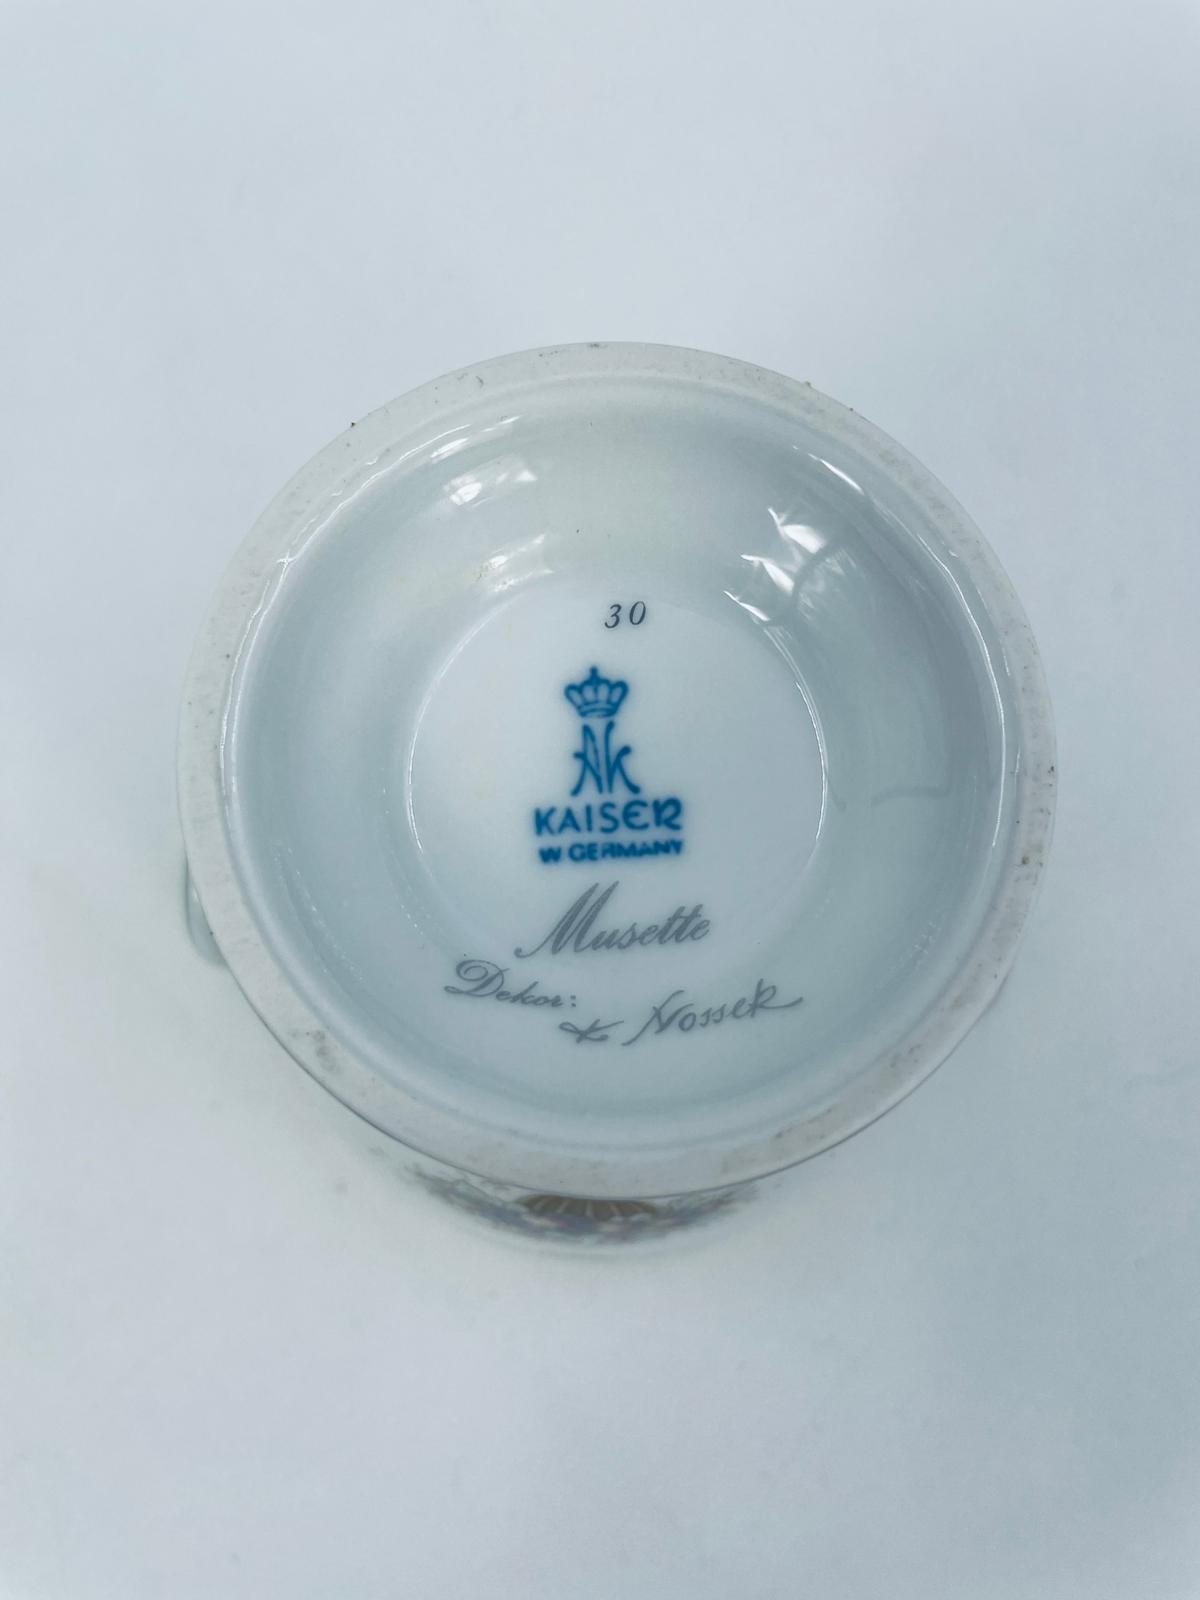 30
AK
KAISER
W GERMANY
Musette
Dekor:
K Nossek